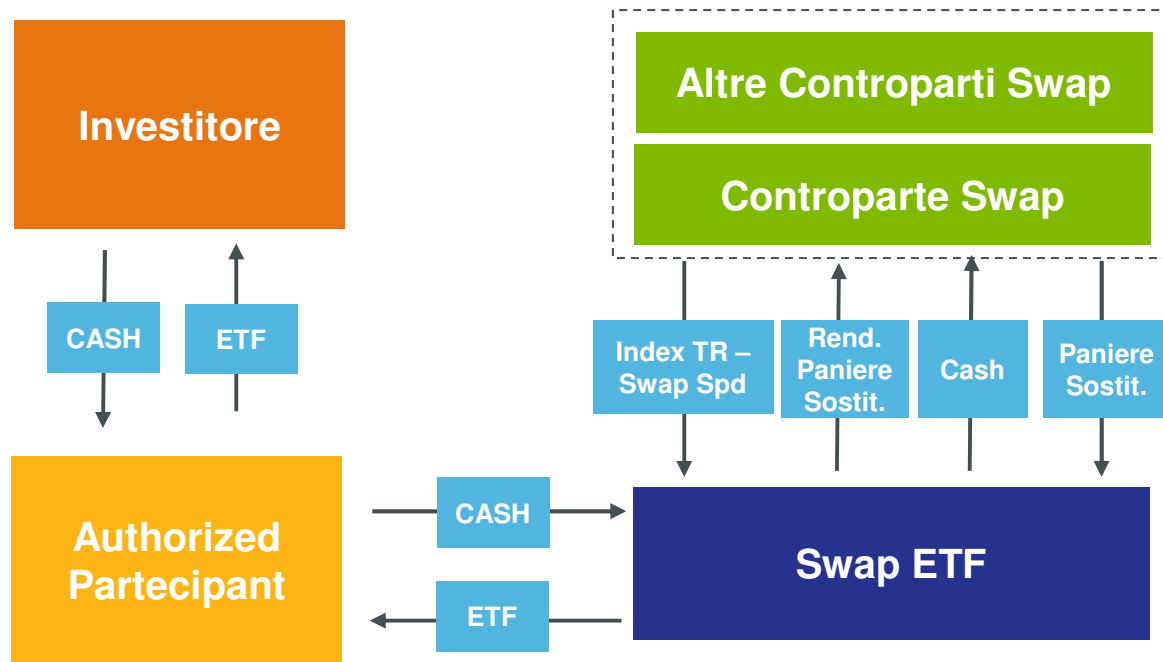 Investitore
Altre Controparti Swap
Controparte Swap
CASH
ETF
Index TR –
Swap Spd
Rend.
Paniere
Sostit.
Cash
Paniere
Sostit.
Authorized
Partecipant
CASH
ETF
Swap ETF